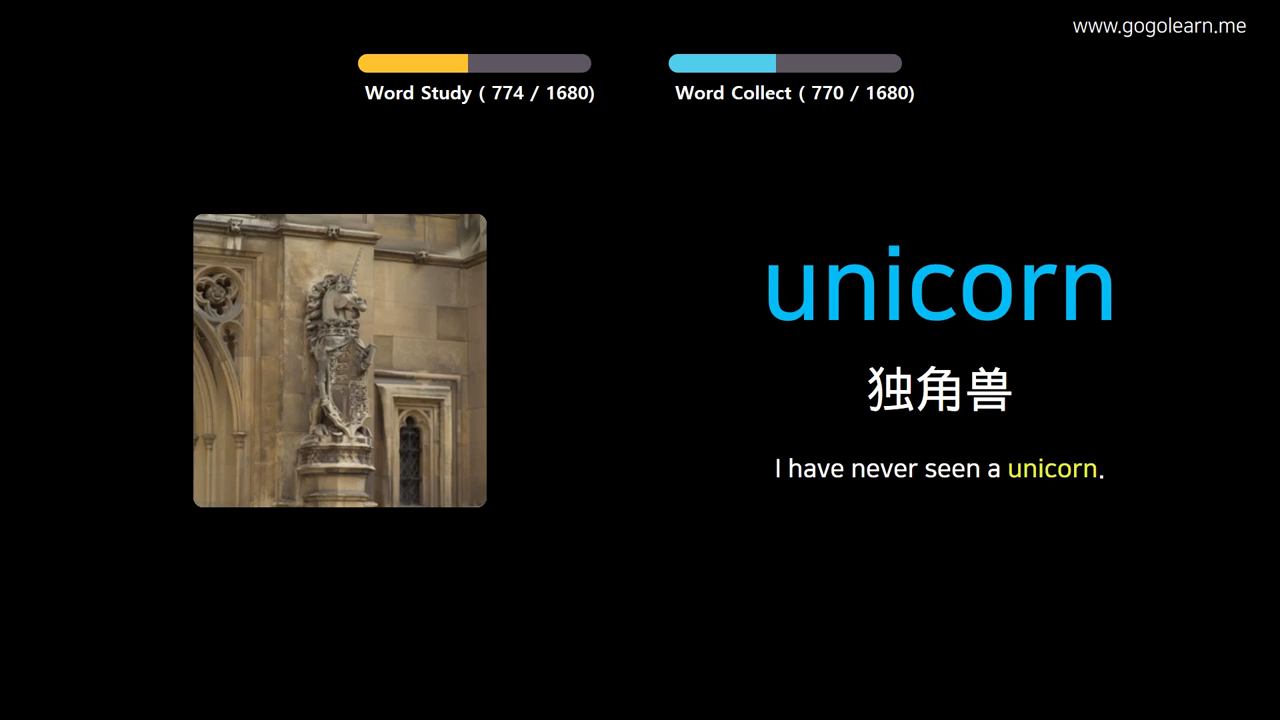 www.gogolearn.me
Word Study ( 774 / 1680)
Word Collect ( 770 / 1680)
unicorn
独角兽
I have never seen a unicorn.